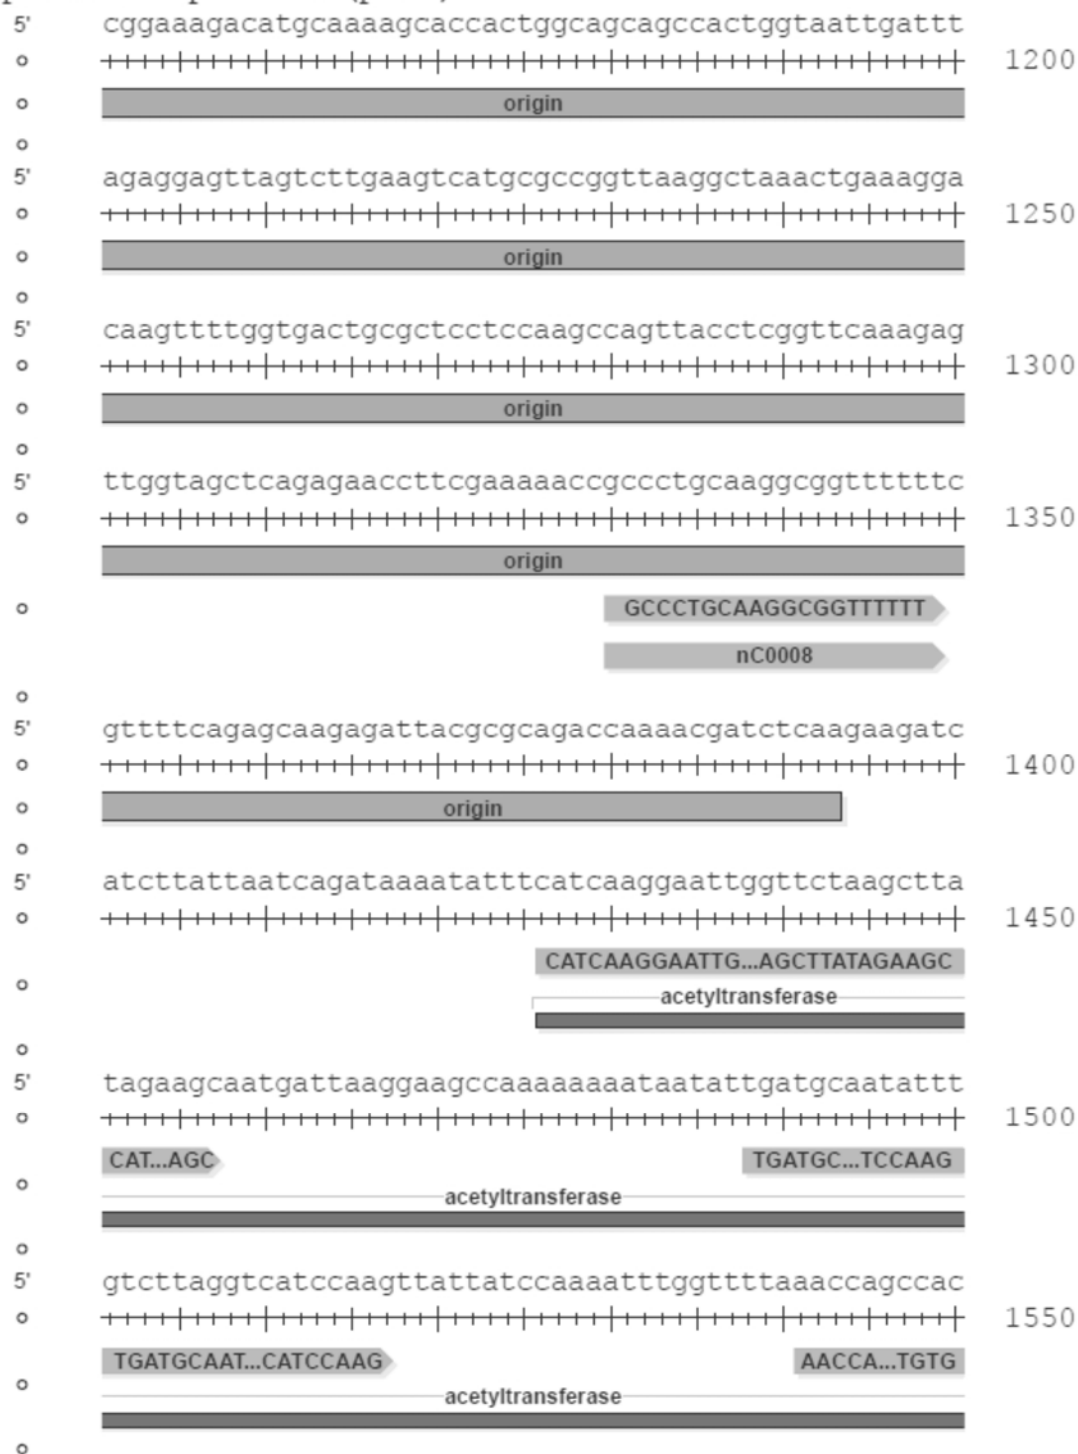 5' cggaaagacatgcaaaagcaccactggcagcagccactggtaattgattt
1200
origin
5' agaggagttagtcttgaagtcatgcgccggttaaggctaaactgaaagga
1250
origin
5' caagttttggtgactgcgctcctccaagccagttacctcggttcaaagag
1300
origin
5' ttggtagctcagagaaccttcgaaaaaccgccctgcaaggcggttttttc
1350
origin
GCCCTGCAAGGCGGTTTTTT
nC0008
5' gttttcagagcaagagattacgcgcagaccaaaacgatctcaagaagatc
1400
origin
5' atcttattaatcagataaaatatttcatcaaggaattggttctaagctta
1450
CATCAAGGAATTG...AGCTTATAGAAGC
acetyltransferase
5' tagaagcaatgattaaggaagccaaaaaaaataatattgatgcaatattt
1500
CAT...AGC TGATGC...TCCAAG
acetyltransferase
5' gtcttaggtcatccaagttattatccaaaatttggttttaaaccagccac
1550
TGATGCAAT...CATCCAAG AACCA...TGTG
acetyltransferase